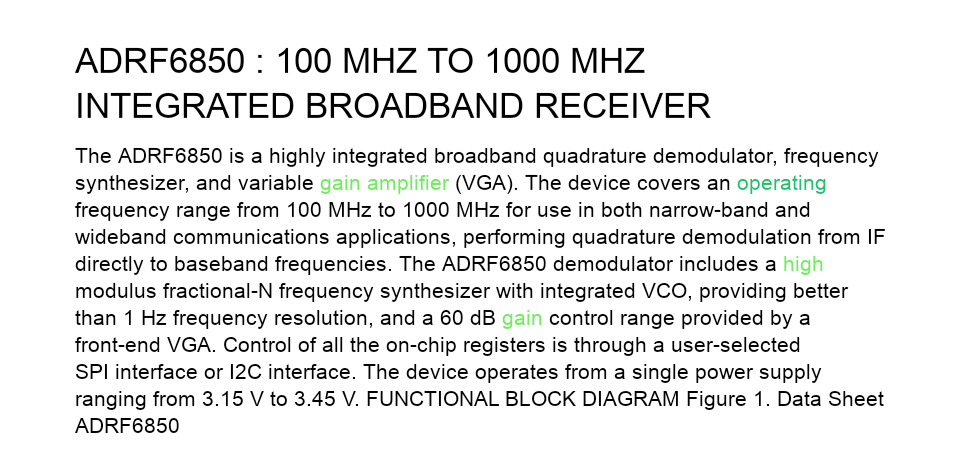 ADRF6850 : 100 MHZ TO 1000 MHZ
INTEGRATED BROADBAND RECEIVER
The ADRF6850 is a highly integrated broadband quadrature demodulator, frequency
synthesizer, and variable gain amplifier (VGA). The device covers an operating
frequency range from 100 MHz to 1000 MHz for use in both narrow-band and
wideband communications applications, performing quadrature demodulation from IF
directly to baseband frequencies. The ADRF6850 demodulator includes a high
modulus fractional-N frequency synthesizer with integrated VCO, providing better
than 1 Hz frequency resolution, and a 60 dB gain control range provided by a
front-end VGA. Control of all the on-chip registers is through a user-selected
SPI interface or I2C interface. The device operates from a single power supply
ranging from 3.15 V to 3.45 V. FUNCTIONAL BLOCK DIAGRAM Figure 1. Data Sheet
ADRF6850